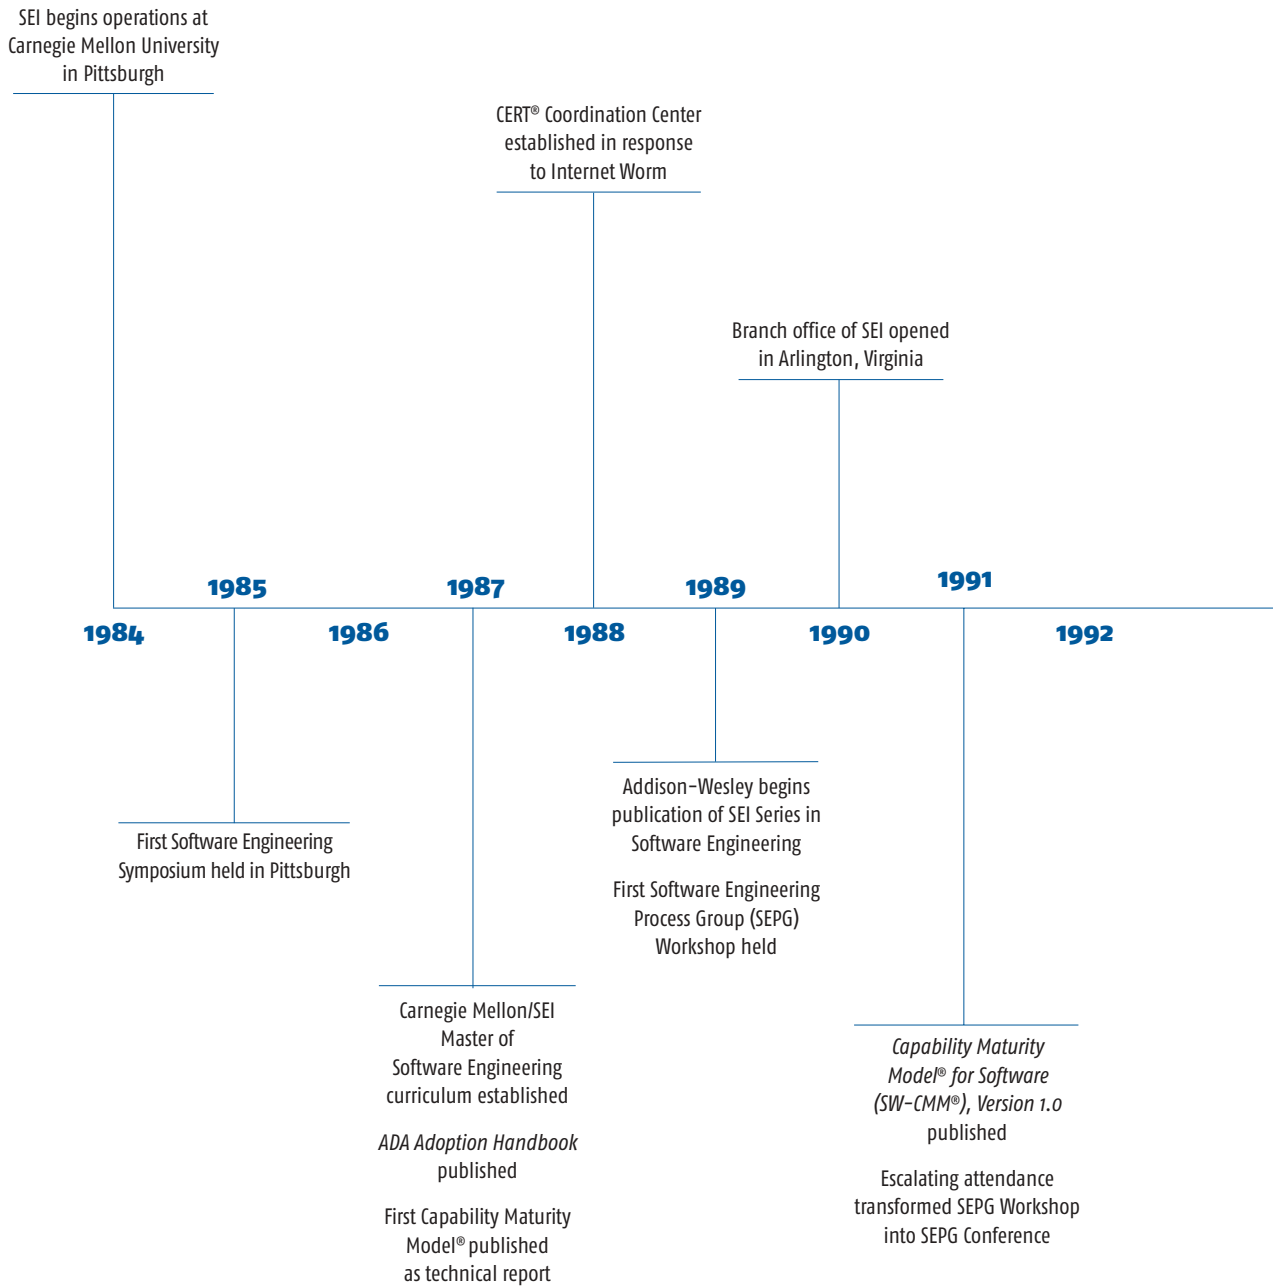 SEI begins operations at
Carnegie Mellon University
in Pittsburgh
CERT® Coordination Center
established in response
to Internet Worm
Branch office of SEI opened
in Arlington, Virginia
1985
1987
1989
1991
1984
1986
1988
1990
1992
First Software Engineering
Symposium held in Pittsburgh
Addison-Wesley begins
publication of SEI Series in
Software Engineering
First Software Engineering
Process Group (SEPG)
Workshop held
Carnegie Mellon/SEI
Master of
Software Engineering
curriculum established
ADA Adoption Handbook
published
First Capability Maturity
Model® published
as technical report
Capability Maturity
Model® for Software
(SW-CMM®), Version 1.0
published
Escalating attendance
transformed SEPG Workshop
into SEPG Conference